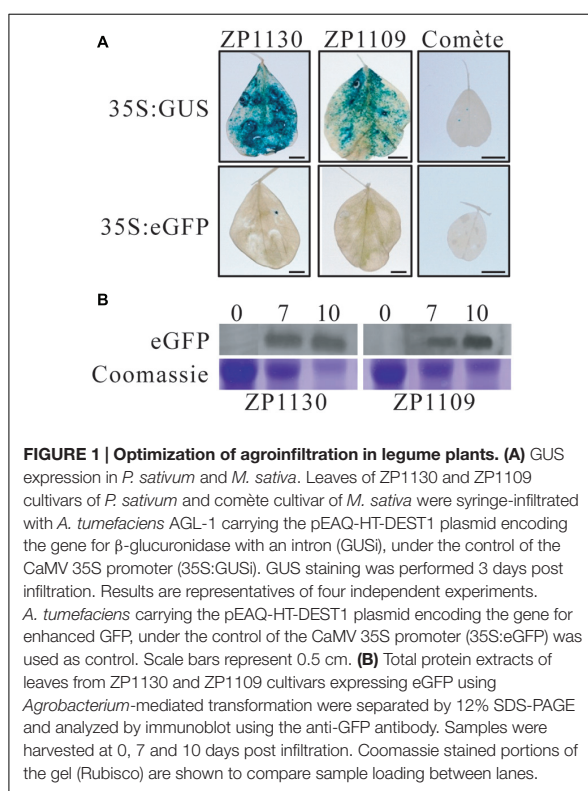 A
ZP1130 ZP1109 Comète
35S:GUS
35S:eGFP
B
0 7 10 0 7 10
eGFP
Coomassie
ZP1130 ZP1109
FIGURE 1 | Optimization of agroinfiltration in legume plants. (A) GUS
expression in P. sativum and M. sativa. Leaves of ZP1130 and ZP1109
cultivars of P. sativum and comète cultivar of M. sativa were syringe-infiltrated
with A. tumefaciens AGL-1 carrying the pEAQ-HT-DEST1 plasmid encoding
the gene for β-glucuronidase with an intron (GUSi), under the control of the
CaMV 35S promoter (35S:GUSi). GUS staining was performed 3 days post
infiltration. Results are representatives of four independent experiments.
A. tumefaciens carrying the pEAQ-HT-DEST1 plasmid encoding the gene for
enhanced GFP, under the control of the CaMV 35S promoter (35S:eGFP) was
used as control. Scale bars represent 0.5 cm. (B) Total protein extracts of
leaves from ZP1130 and ZP1109 cultivars expressing eGFP using
Agrobacterium-mediated transformation were separated by 12% SDS-PAGE
and analyzed by immunoblot using the anti-GFP antibody. Samples were
harvested at 0, 7 and 10 days post infiltration. Coomassie stained portions of
the gel (Rubisco) are shown to compare sample loading between lanes.